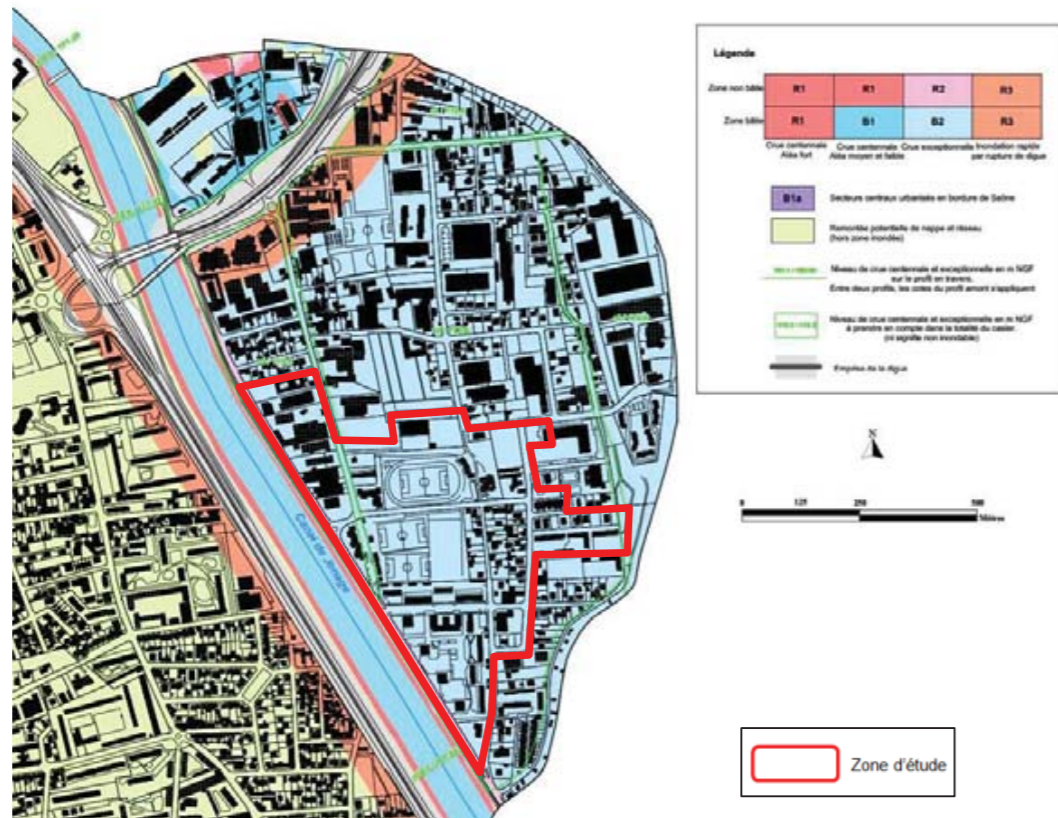 Légende
Zone non bâtie
R1
R1
R2
R3
Zone bâtie
R1
B1
B2
R3
Crue centennale
Aléa fort
Crue centennale
Aléa moyen et faible
Crue exceptionnelle
Inondation rapide
par rupture de digue
B1a
Secteurs centraux urbanisés en bordure de Saône
Remontée potentielle de nappe et réseau
(hors zone inondée)
Niveau de crue centennale et exceptionnelle en m NGF
sur le profil en travers.
Entre deux profils, les cotes du profil amont s'appliquent
Niveau de crue centennale et exceptionnelle en m NGF
à prendre en compte dans la totalité du casier.
(ni signifie non inondable)
Emprise de la digue
N
0
125
250
500
Mètres
Canal de Jonage
Zone d'étude